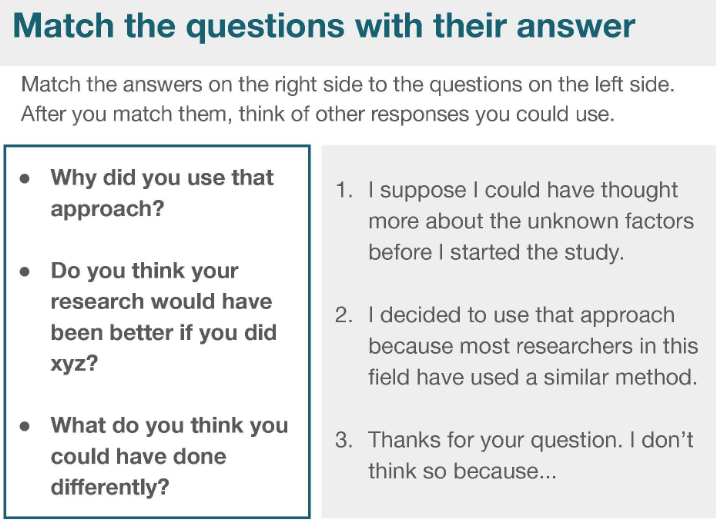 Match the questions with their answer
Match the answers on the right side to the questions on the left side.
After you match them, think of other responses you could use.
● Why did you use that
approach?
● Do you think your
research would have
been better if you did
xyz?
● What do you think you
could have done
differently?
1. I suppose I could have thought
more about the unknown factors
before I started the study.
2. I decided to use that approach
because most researchers in this
field have used a similar method.
3. Thanks for your question. I don’t
think so because...